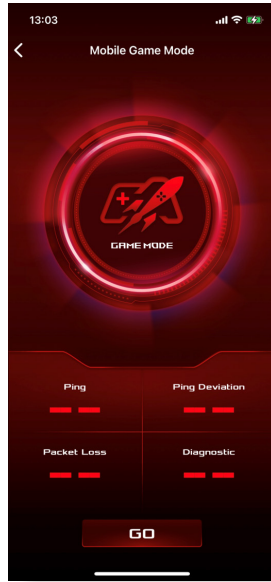 13:03
Mobile Game Mode
GAME MODE
Ping
Ping Deviation
-- --
-- --
Packet Loss
Diagnostic
-- --
-- --
GO